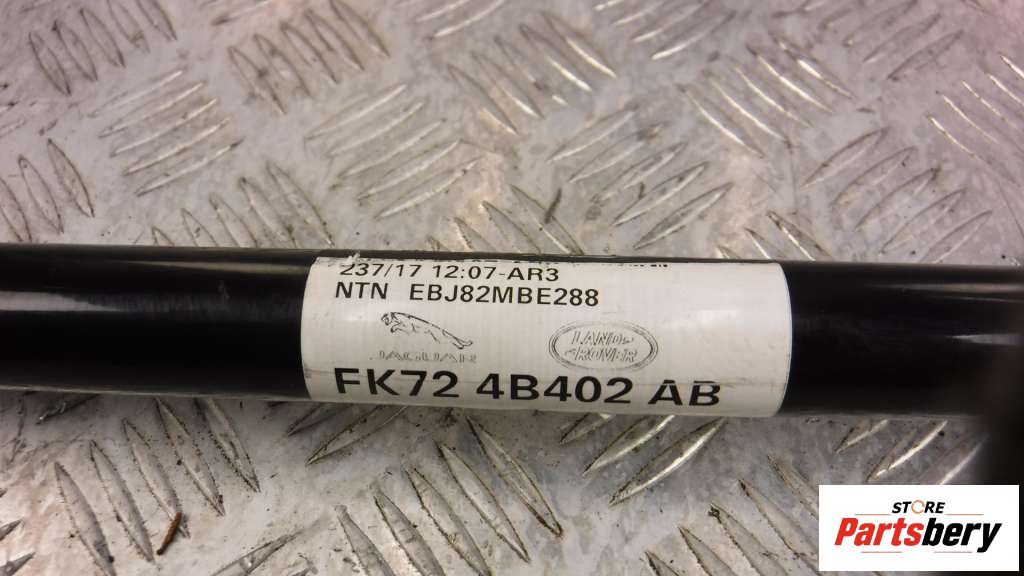 237/17 12:07-AR3
NTN EBJ82MBE288
JAGUAR
LAND-
ROVER
FK72 4B402 AB
STORE
Partsbery